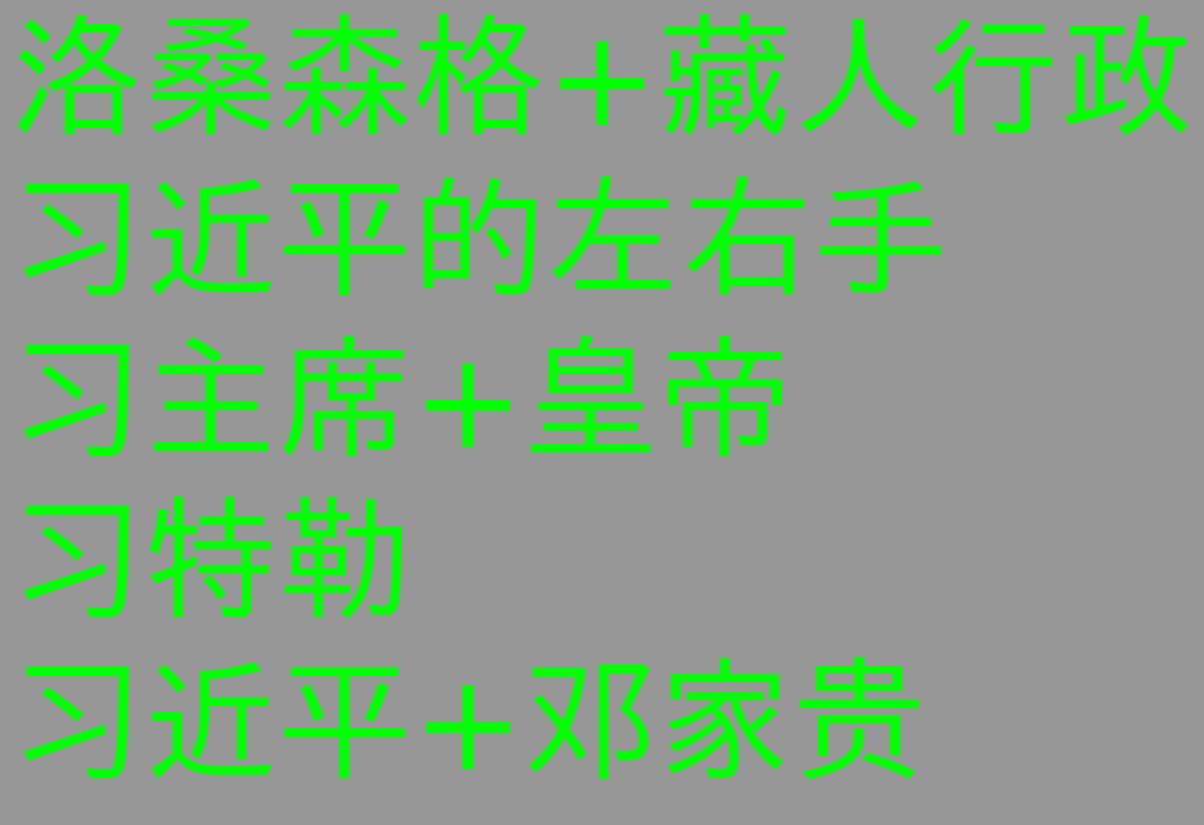 洛桑森格+藏人行政
习近平的左右手
习主席+皇帝
习特勒
习近平+邓家贵